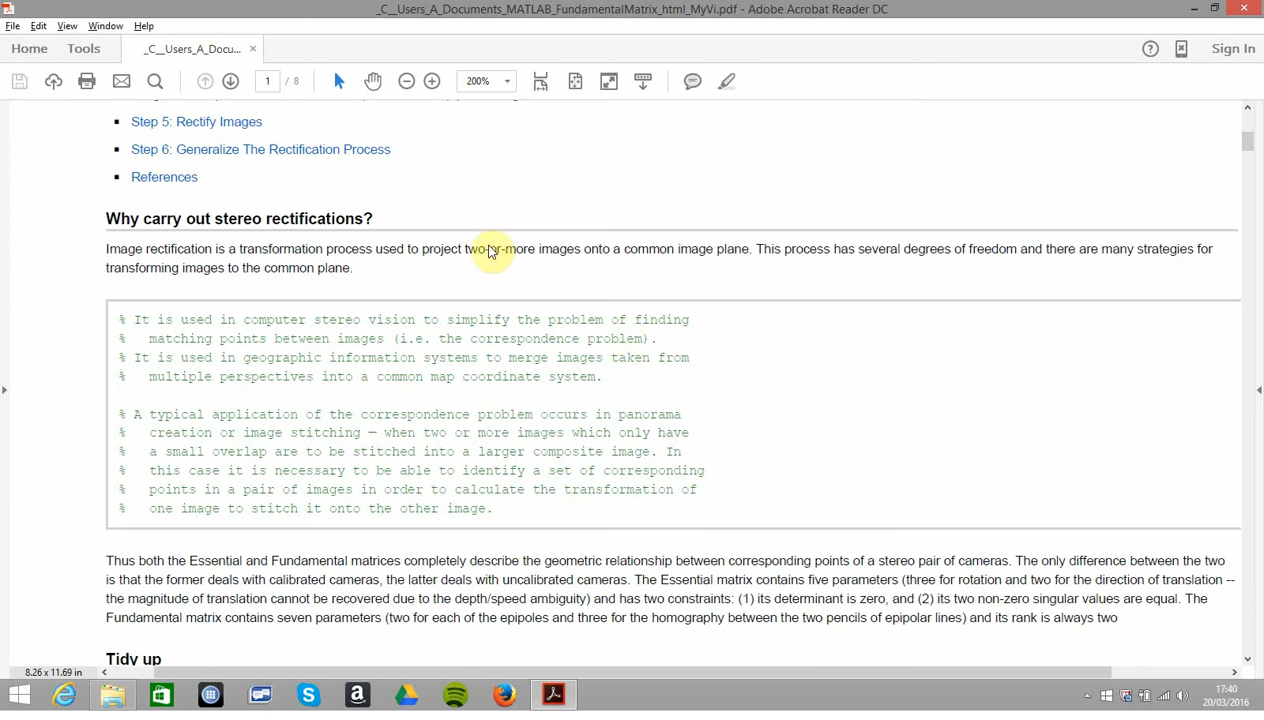 _C__Users_A_Documents_MATLAB_FundamentalMatrix_html_MyVi.pdf - Adobe Acrobat Reader DC
File Edit View Window Help
Home Tools _C__Users_A_Docu... × Sign In
1 / 8 200%
Step 5: Rectify Images
Step 6: Generalize The Rectification Process
References
Why carry out stereo rectifications?
Image rectification is a transformation process used to project two-or-more images onto a common image plane. This process has several degrees of freedom and there are many strategies for
transforming images to the common plane.
% It is used in computer stereo vision to simplify the problem of finding
% matching points between images (i.e. the correspondence problem).
% It is used in geographic information systems to merge images taken from
% multiple perspectives into a common map coordinate system.
% A typical application of the correspondence problem occurs in panorama
% creation or image stitching — when two or more images which only have
% a small overlap are to be stitched into a larger composite image. In
% this case it is necessary to be able to identify a set of corresponding
% points in a pair of images in order to calculate the transformation of
% one image to stitch it onto the other image.
Thus both the Essential and Fundamental matrices completely describe the geometric relationship between corresponding points of a stereo pair of cameras. The only difference between the two
is that the former deals with calibrated cameras, the latter deals with uncalibrated cameras. The Essential matrix contains five parameters (three for rotation and two for the direction of translation --
the magnitude of translation cannot be recovered due to the depth/speed ambiguity) and has two constraints: (1) its determinant is zero, and (2) its two non-zero singular values are equal. The
Fundamental matrix contains seven parameters (two for each of the epipoles and three for the homography between the two pencils of epipolar lines) and its rank is always two
Tidy up
8.26 x 11.69 in
17:40
20/03/2016